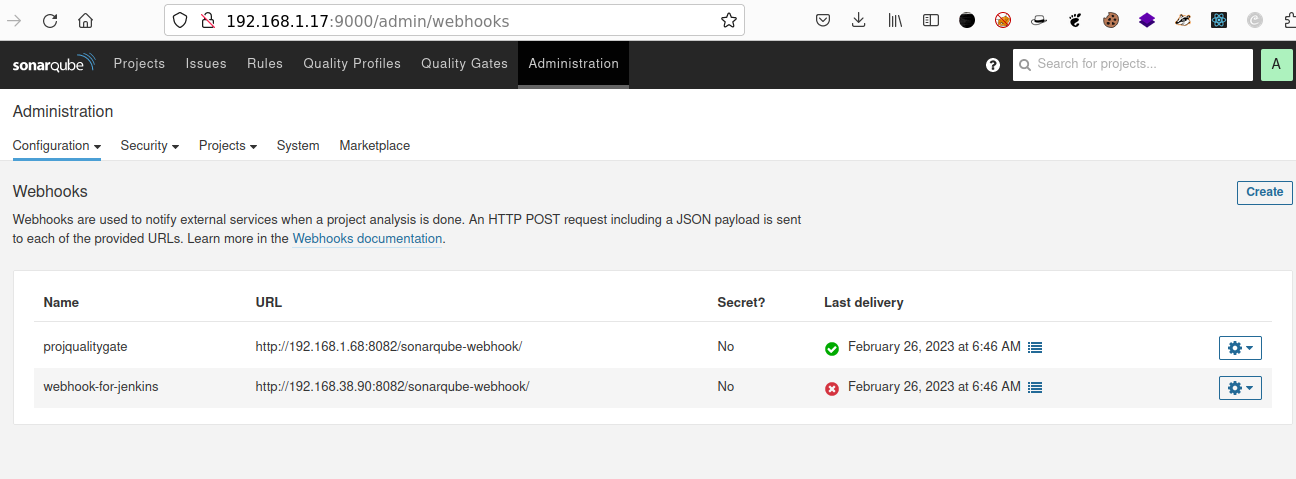 192.168.1.17:9000/admin/webhooks
sonarqube Projects Issues Rules Quality Profiles Quality Gates Administration ? Search for projects... A
Administration
Configuration Security Projects System Marketplace
Webhooks
Create
Webhooks are used to notify external services when a project analysis is done. An HTTP POST request including a JSON payload is sent
to each of the provided URLs. Learn more in the Webhooks documentation.
Name URL Secret? Last delivery
projqualitygate http://192.168.1.68:8082/sonarqube-webhook/ No February 26, 2023 at 6:46 AM
webhook-for-jenkins http://192.168.38.90:8082/sonarqube-webhook/ No February 26, 2023 at 6:46 AM